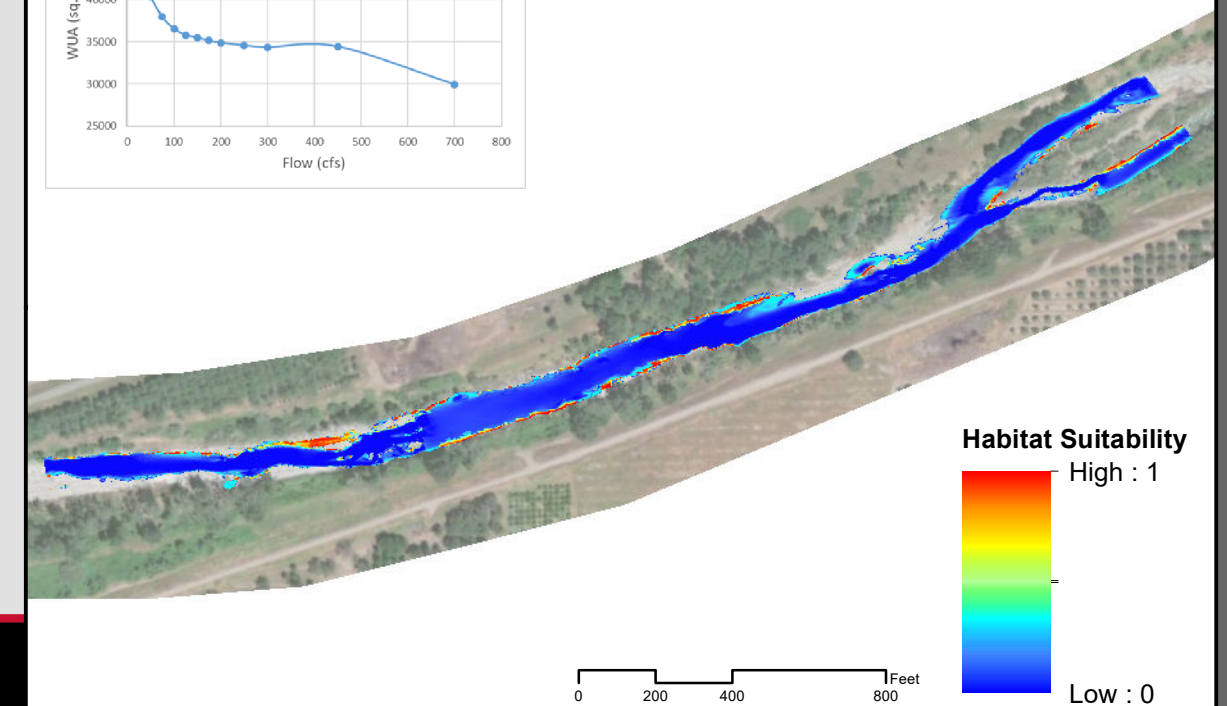 WUA (sq-
40000
35000
30000
25000
0 100 200 300 400 500 600 700 800
Flow (cfs)
Habitat Suitability
High : 1
Low : 0
Feet
0 200 400 800